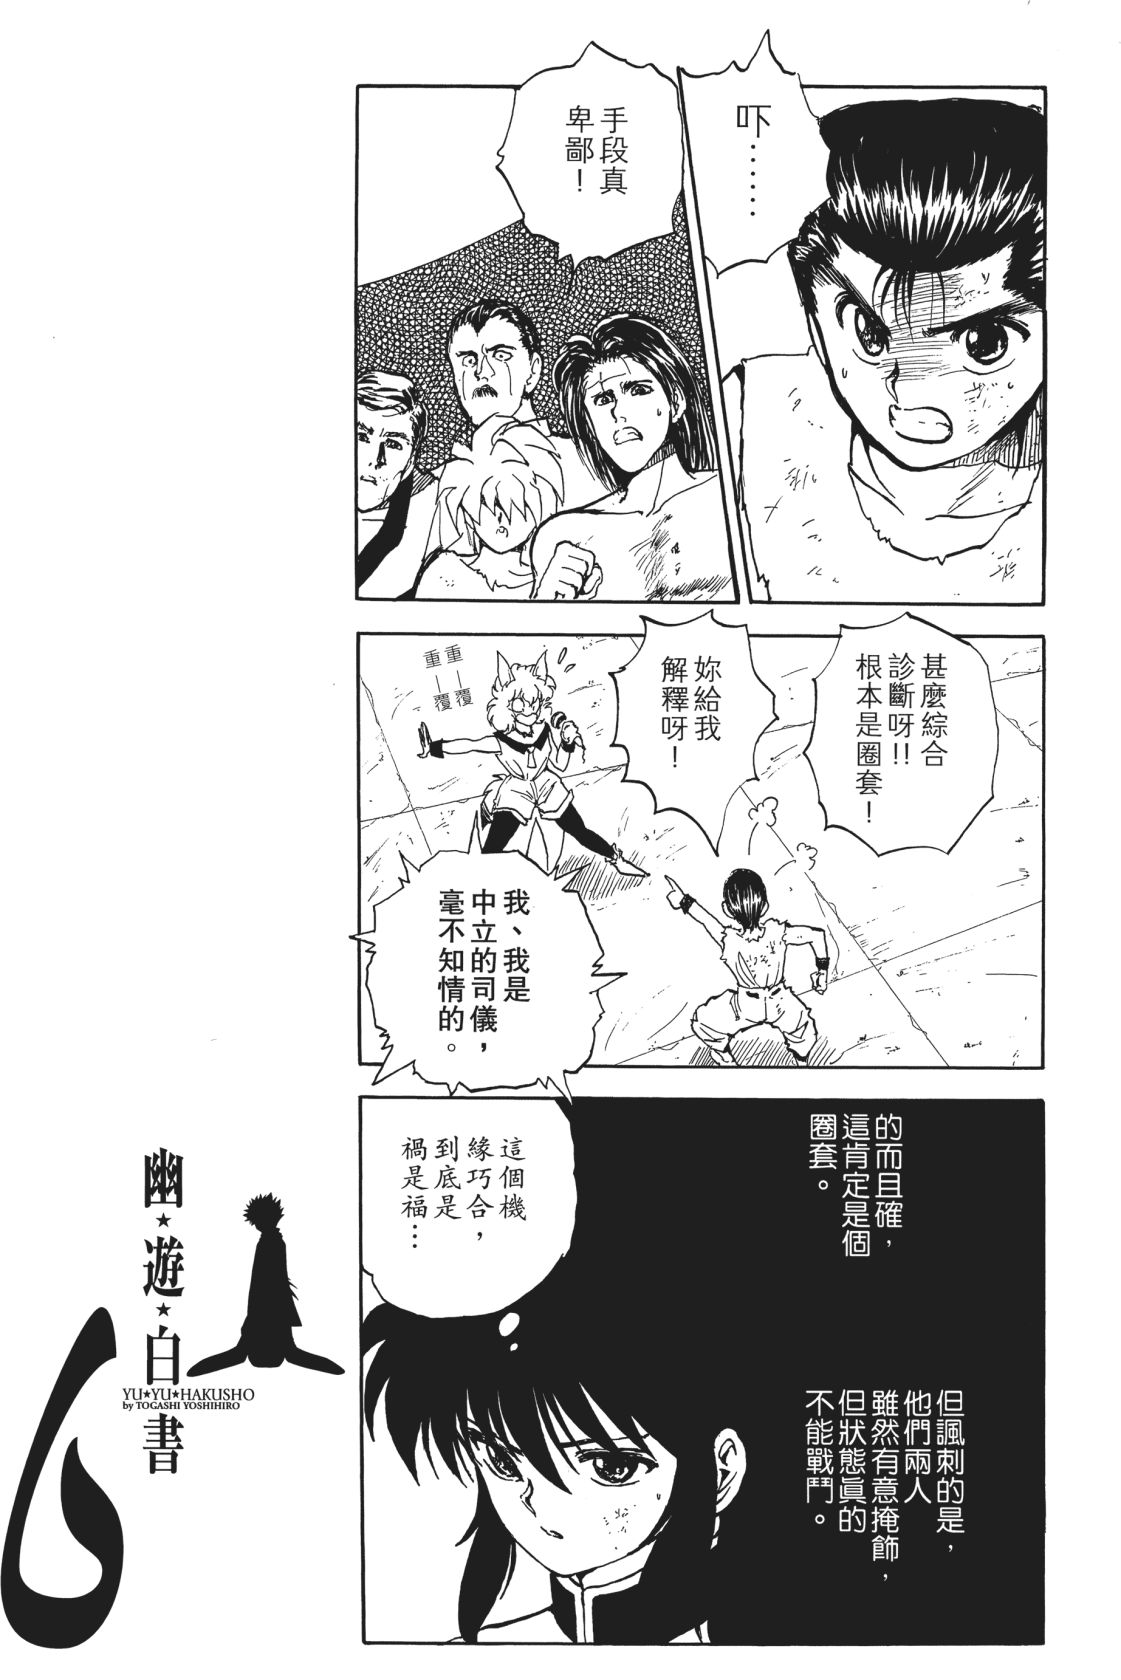 吓……
手段真
卑鄙！
甚麼綜合
診斷呀!!
根本是圈套！
妳給我
解釋呀！
重—覆
重—覆
我、我是
中立的司儀，
毫不知情的。
的而且確，
這肯定是個
圈套。
這個機
緣巧合，
到底是
禍是福…
但諷刺的是，
他們兩人
雖然有意掩飾，
但狀態真的
不能戰鬥。
幽★遊★白書
YU★YU★HAKUSHO
by TOGASHI YOSHIHIRO